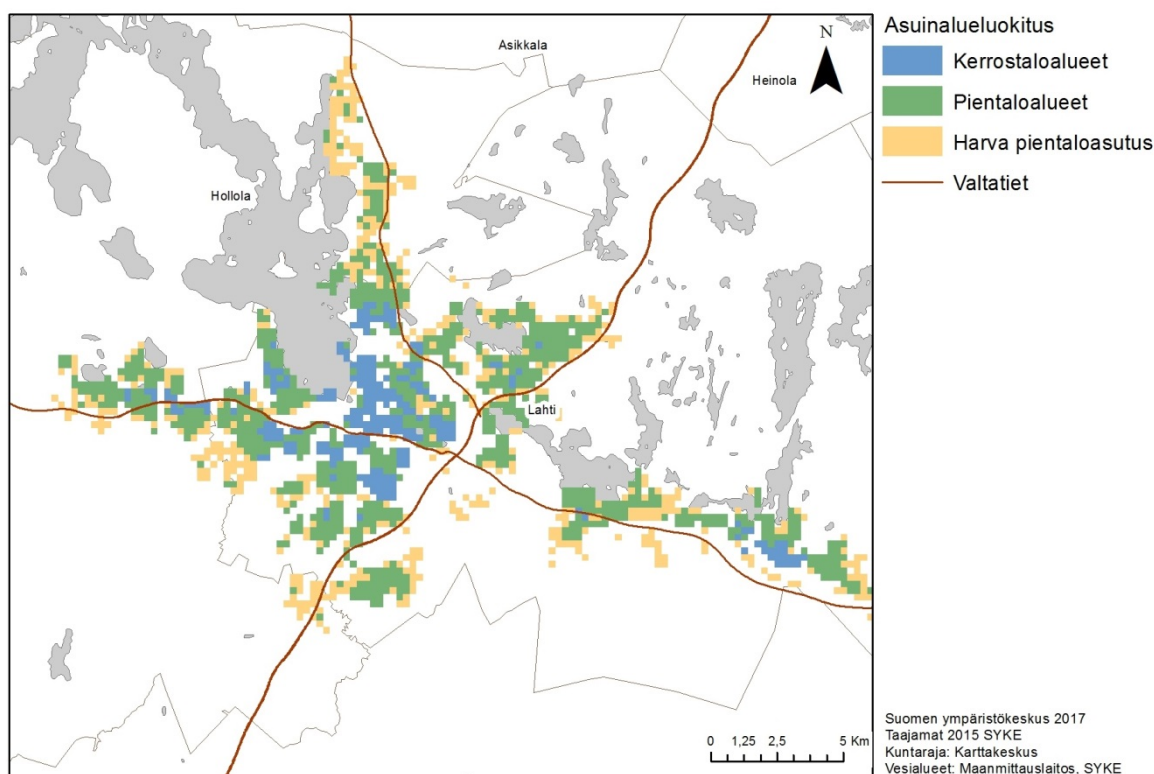 Asuinalueluokitus
Kerrostaloalueet
Pientaloalueet
Harva pientaloasutus
Valtatiet
N
Asikkala
Heinola
Hollola
Lahti
0 1,25 2,5 5 Km
Suomen ympäristökeskus 2017
Taajamat 2015 SYKE
Kuntaraja: Karttakeskus
Vesialueet: Maanmittauslaitos, SYKE